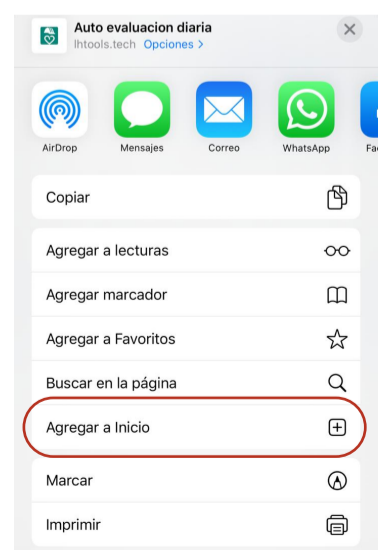 Auto evaluacion diaria
lhtools.tech Opciones >
AirDrop
Mensajes
Correo
WhatsApp
Copiar
Agregar a lecturas
Agregar marcador
Agregar a Favoritos
Buscar en la página
Agregar a Inicio
Marcar
Imprimir